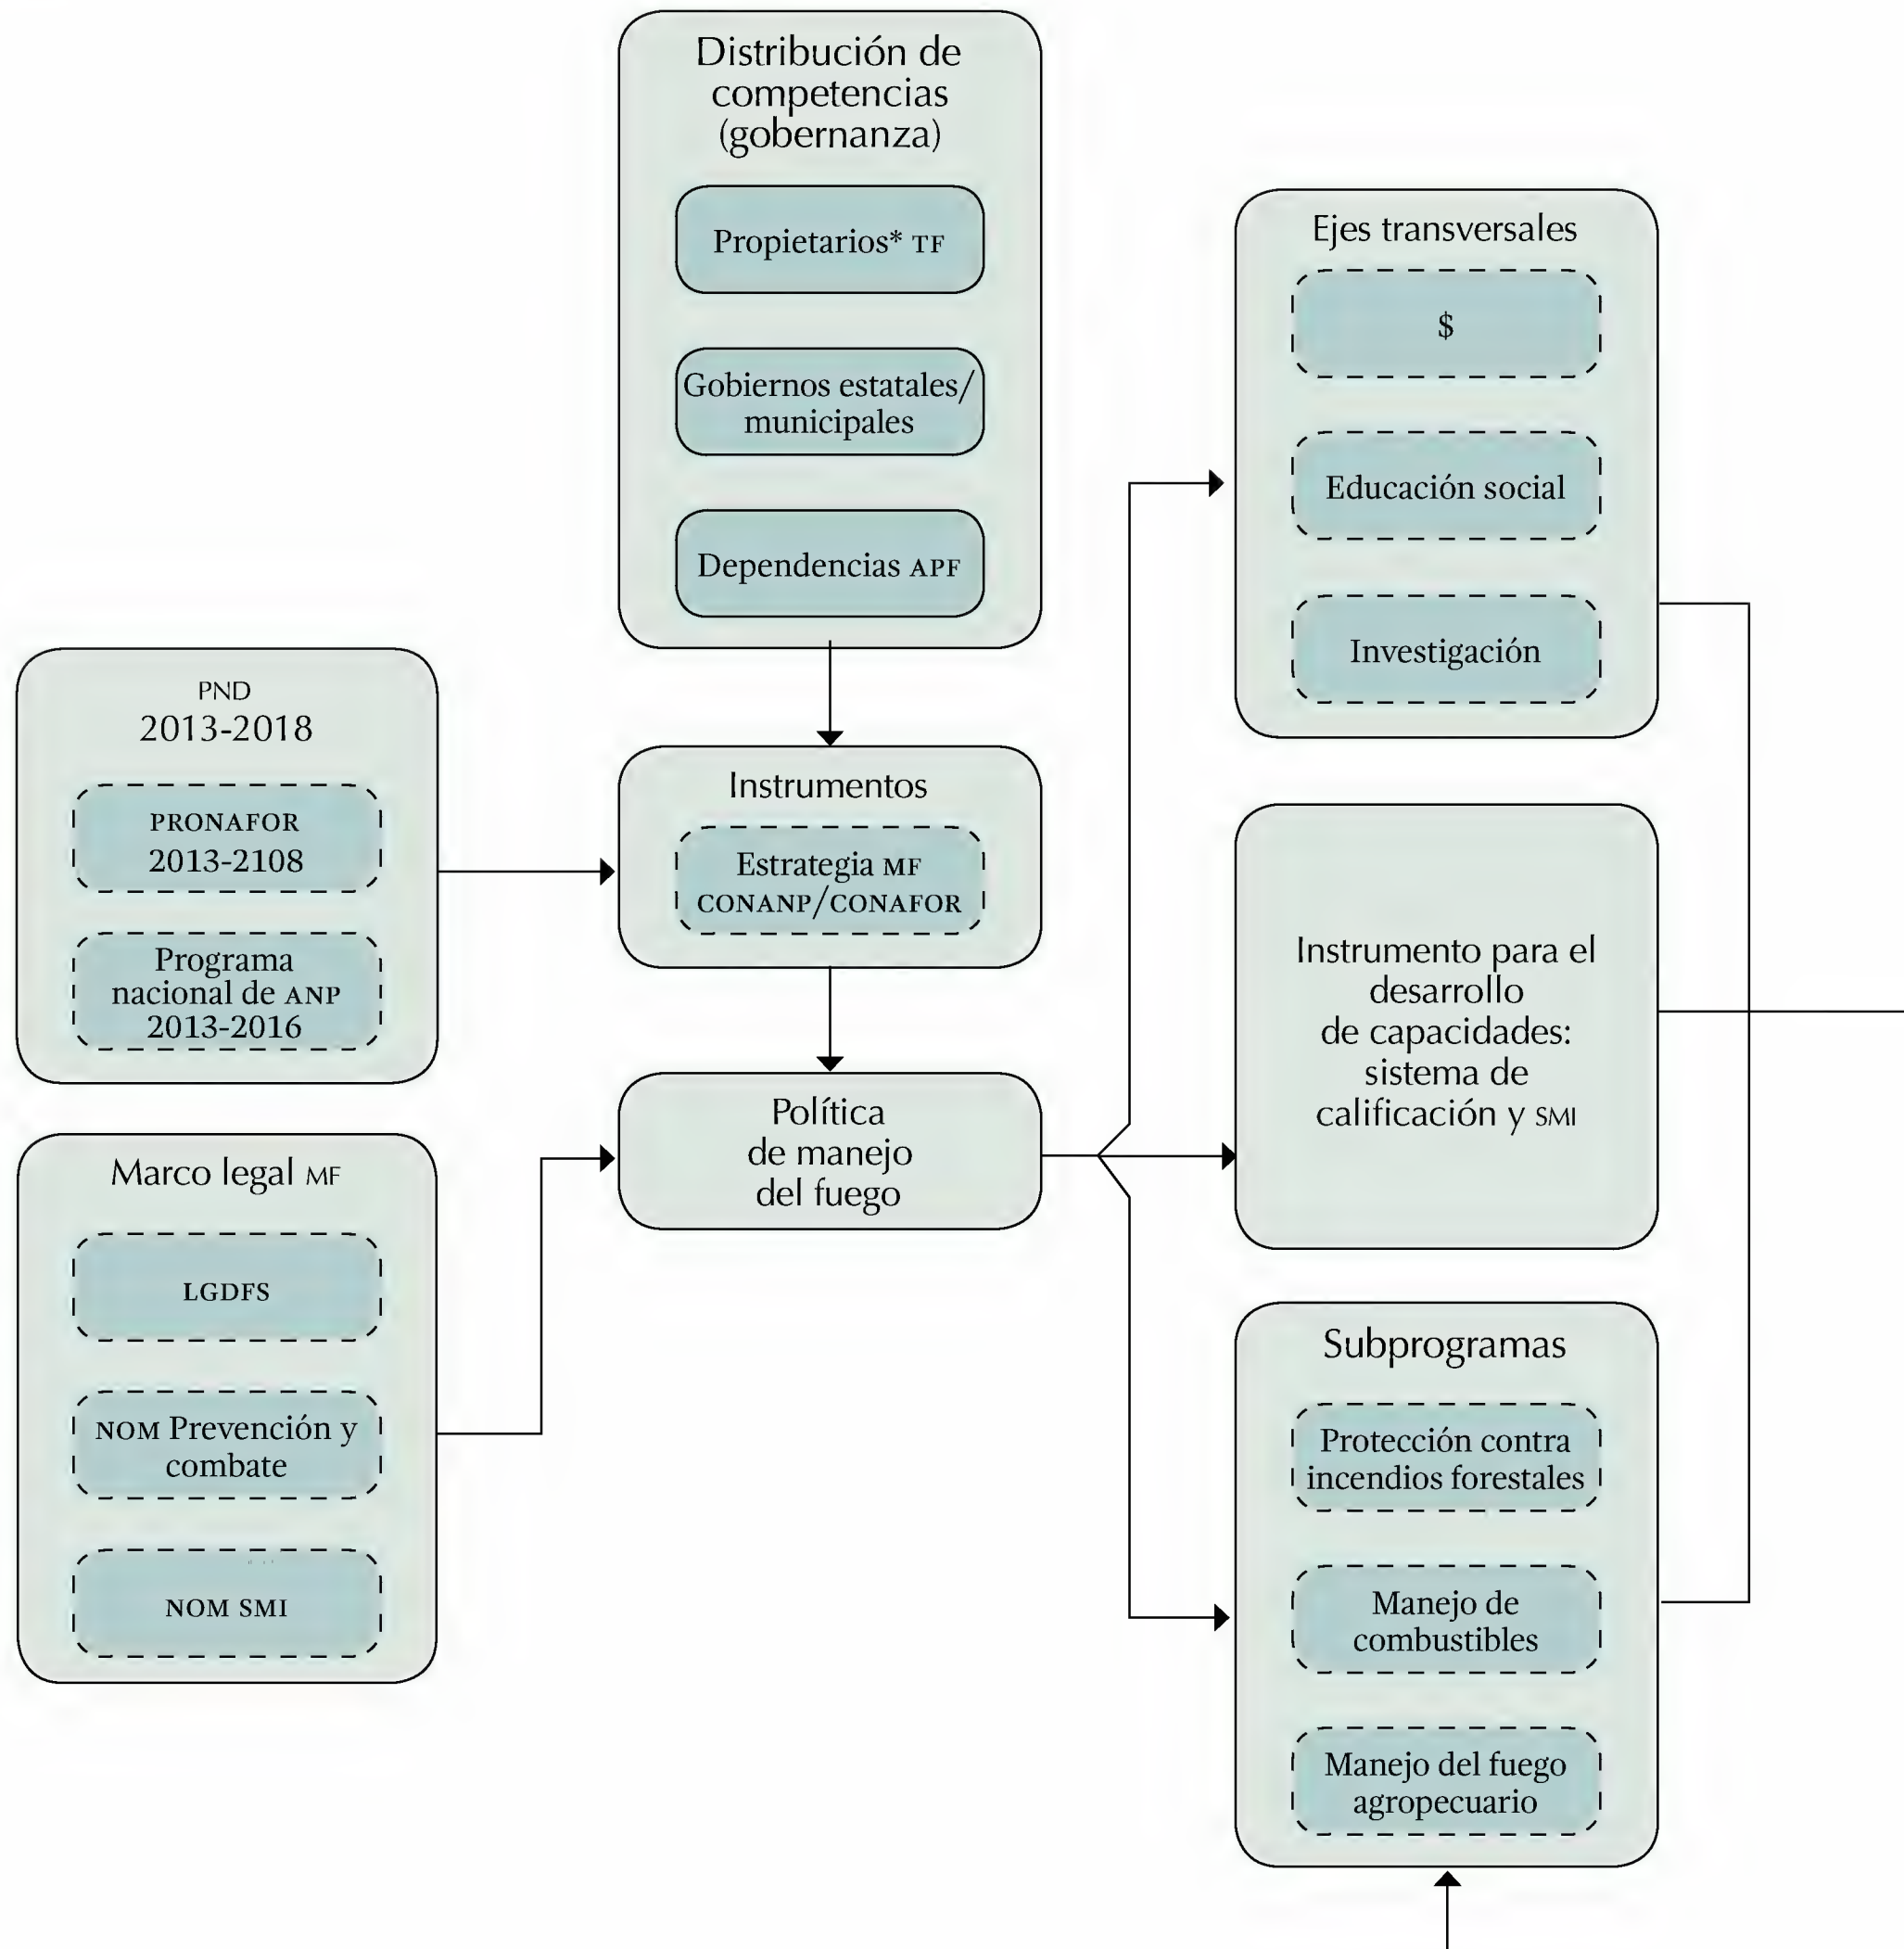 Distribución de
competencias
(gobernanza)
Propietarios* TF
Gobiernos estatales/
municipales
Dependencias APF
PND
2013-2018
PRONAFOR
2013-2108
Programa
nacional de ANP
2013-2016
Instrumentos
Estrategia MF
CONANP/CONAFOR
Marco legal MF
LGDFS
NOM Prevención y
combate
NOM SMI
Política
de manejo
del fuego
Ejes transversales
$
Educación social
Investigación
Instrumento para el
desarrollo
de capacidades:
sistema de
calificación y SMI
Subprogramas
Protección contra
incendios forestales
Manejo de
combustibles
Manejo del fuego
agropecuario